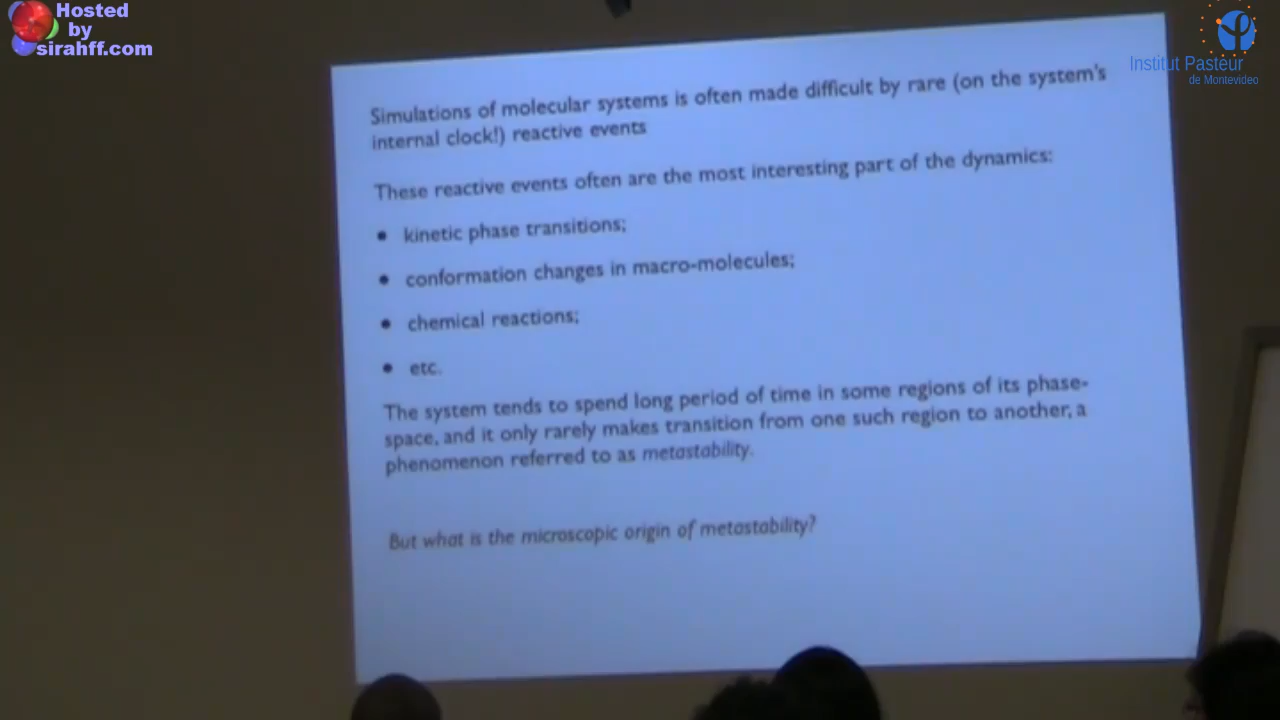 Hosted
by
sirahff.com
Institut Pasteur
de Montevideo
Simulations of molecular systems is often made difficult by rare (on the system's
internal clock!) reactive events
These reactive events often are the most interesting part of the dynamics:
• kinetic phase transitions;
• conformation changes in macro-molecules;
• chemical reactions;
• etc.
The system tends to spend long period of time in some regions of its phase-
space, and it only rarely makes transition from one such region to another, a
phenomenon referred to as metastability.
But what is the microscopic origin of metastability?